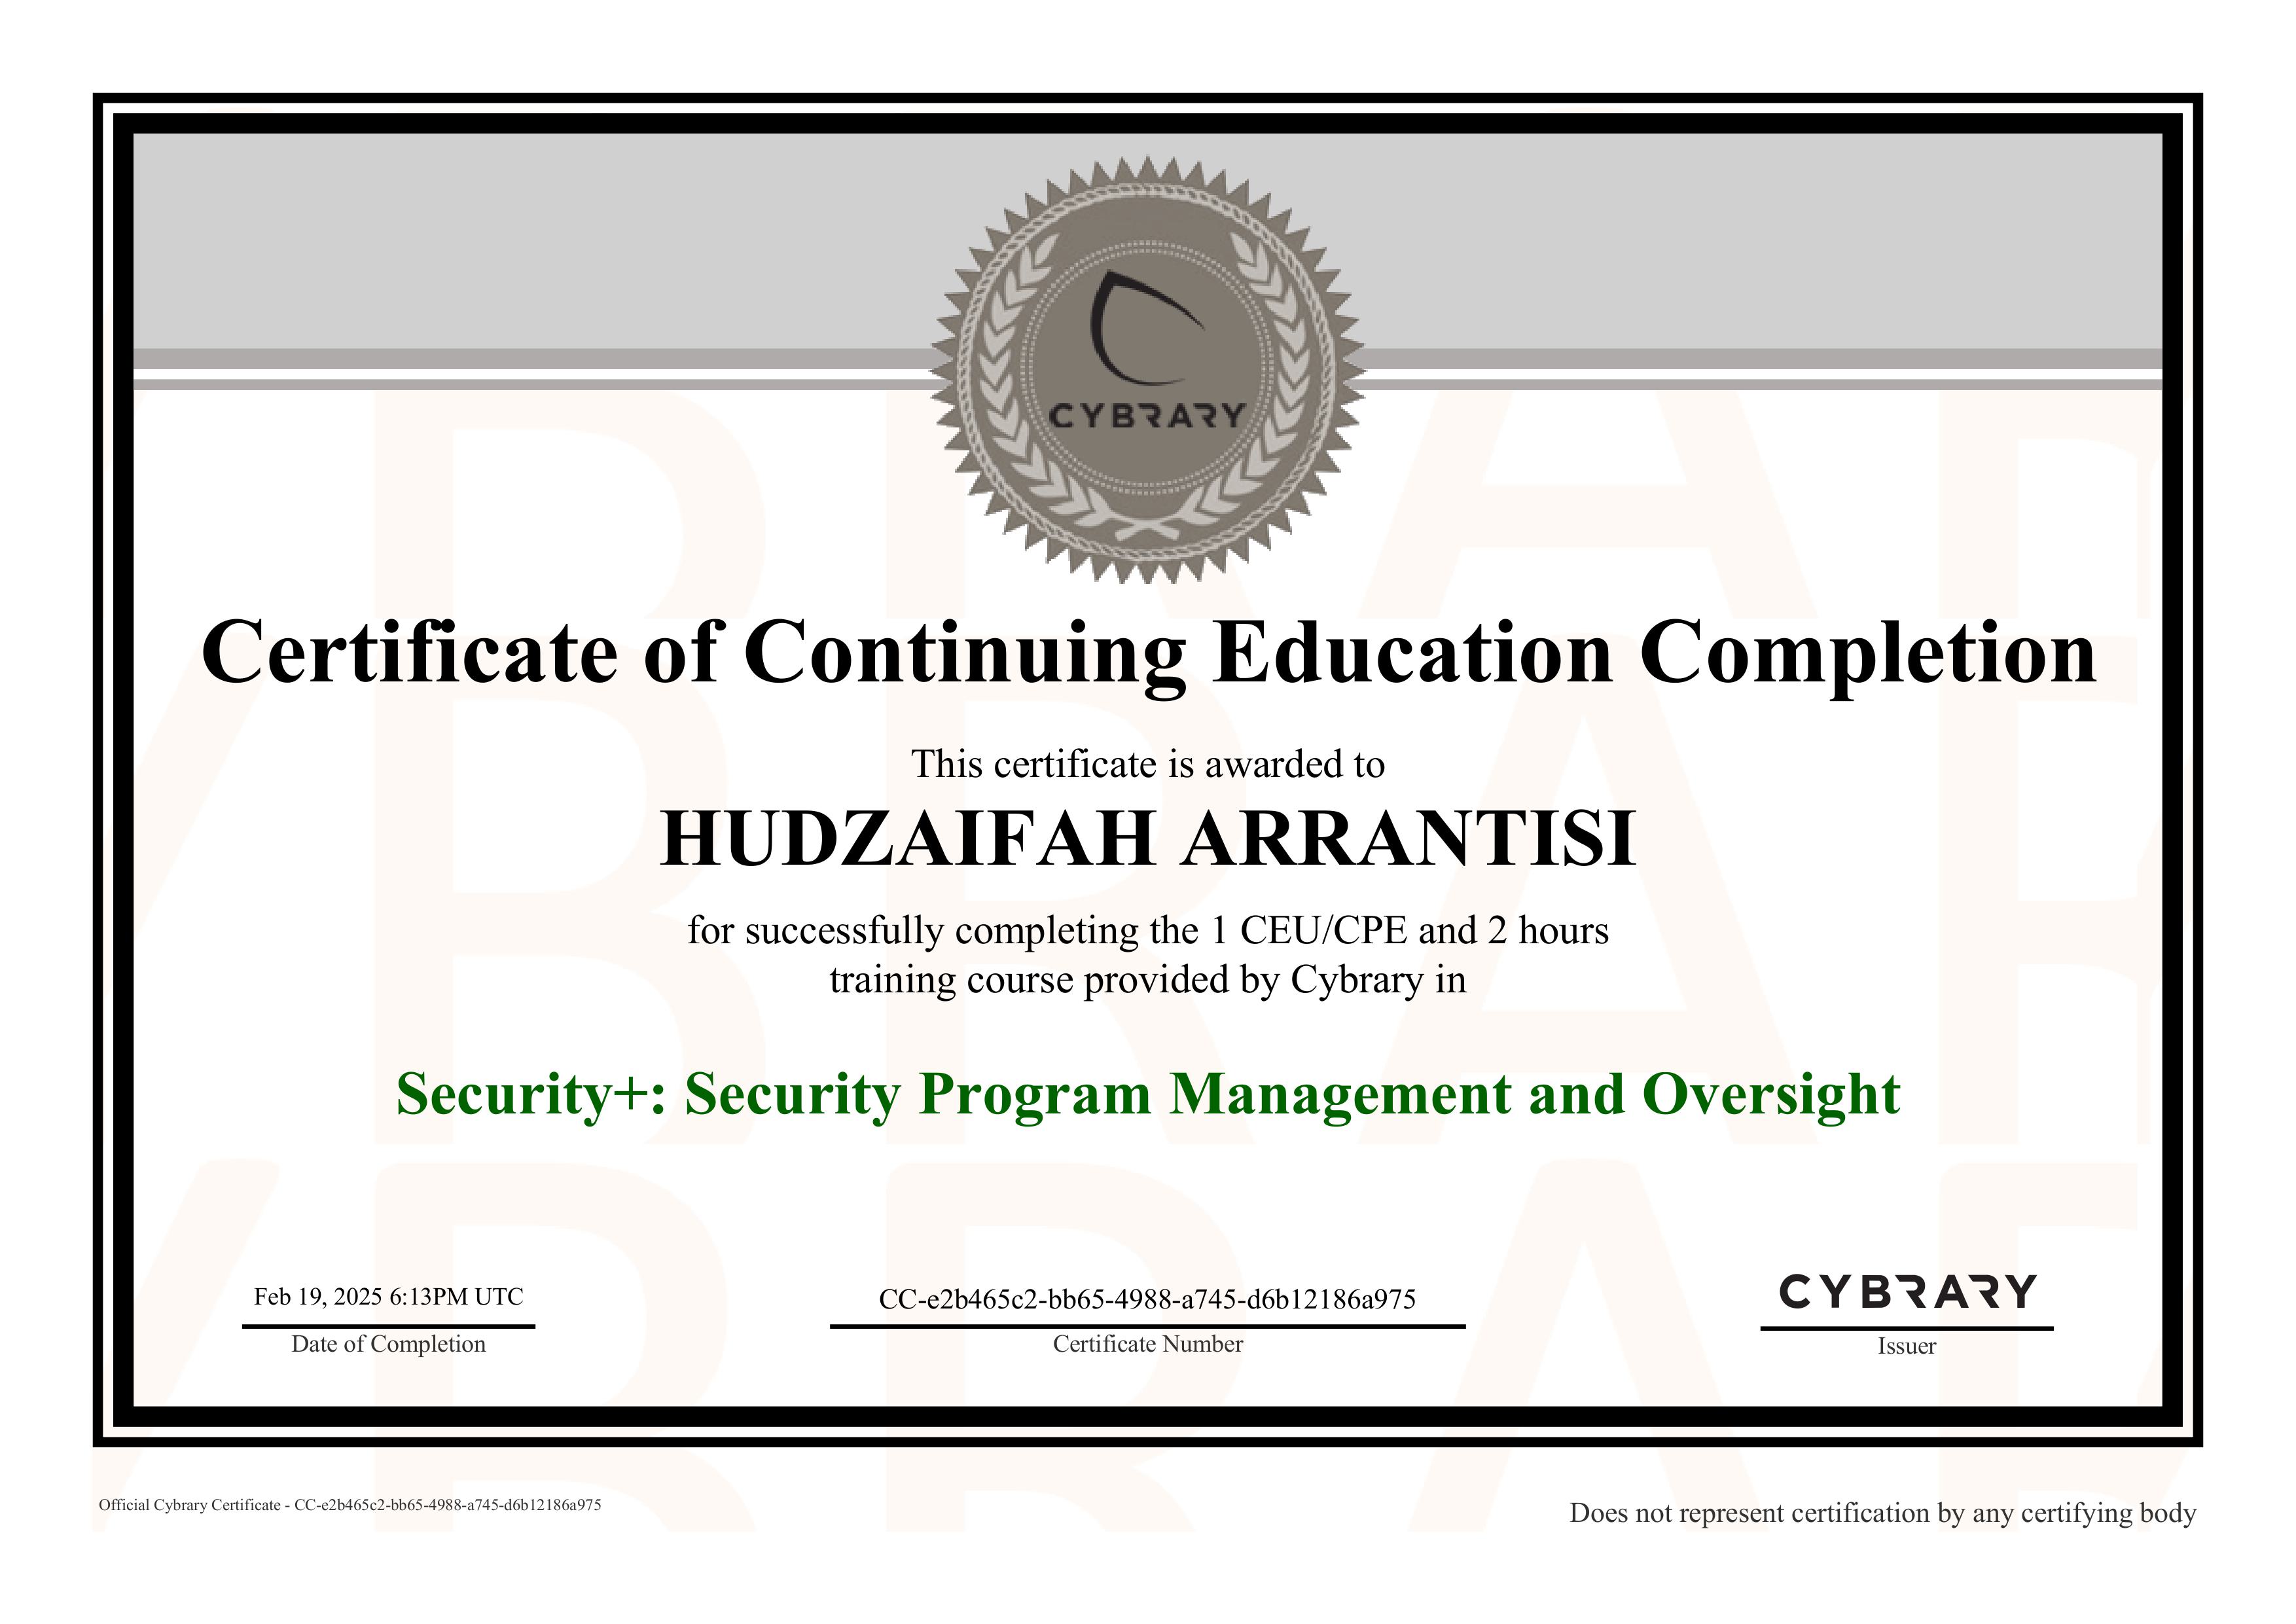 CYBRARY
Certificate of Continuing Education Completion
This certificate is awarded to
HUDZAIFAH ARRANTISI
for successfully completing the 1 CEU/CPE and 2 hours
training course provided by Cybrary in
Security+: Security Program Management and Oversight
Feb 19, 2025 6:13PM UTC
Date of Completion
CC-e2b465c2-bb65-4988-a745-d6b12186a975
Certificate Number
CYBRARY
Issuer
Official Cybrary Certificate - CC-e2b465c2-bb65-4988-a745-d6b12186a975
Does not represent certification by any certifying body